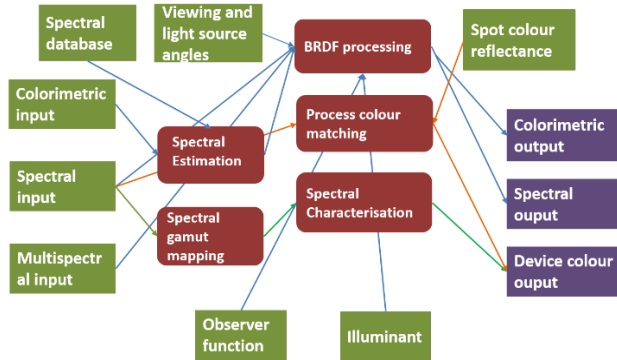 Spectral
database
Viewing and
light source
angles
BRDF processing
Spot colour
reflectance
Colorimetric
input
Process colour
matching
Spectral
Estimation
Colorimetric
output
Spectral
input
Spectral
Characterisation
Spectral
ouput
Spectral
gamut
mapping
Multispectr
al input
Device colour
ouput
Observer
function
Illuminant